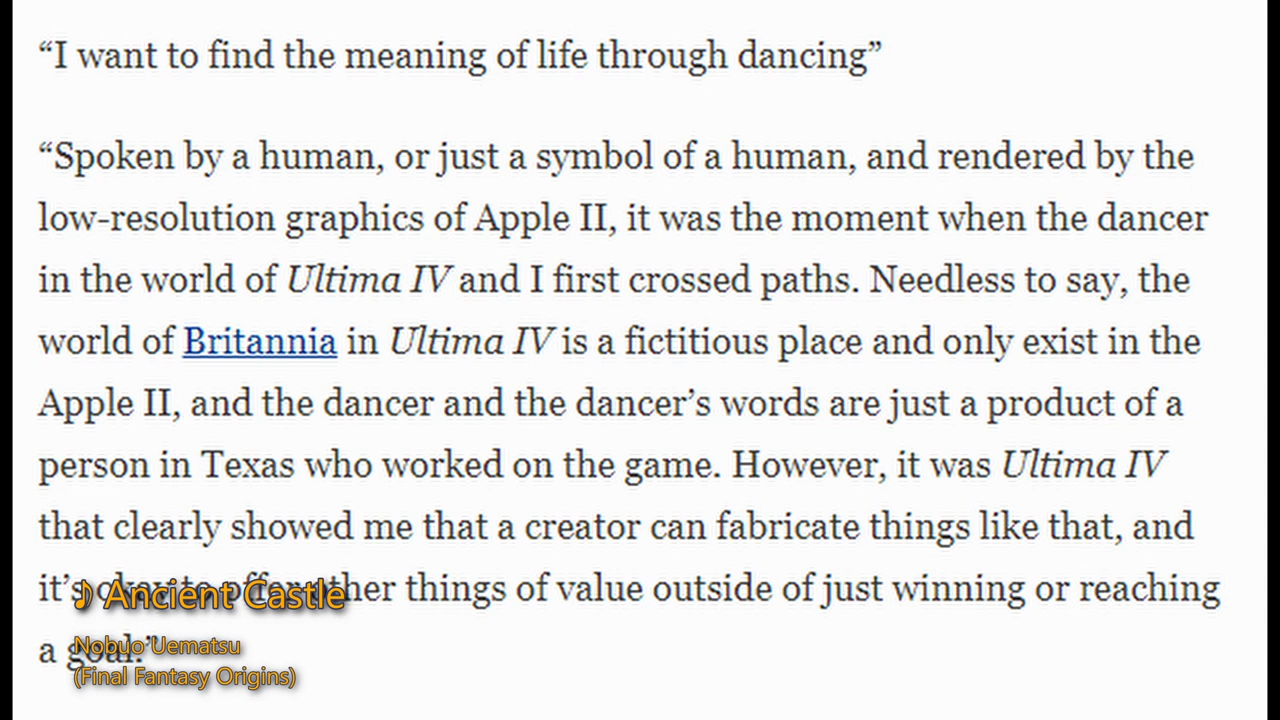 “I want to find the meaning of life through dancing”
“Spoken by a human, or just a symbol of a human, and rendered by the
low-resolution graphics of Apple II, it was the moment when the dancer
in the world of Ultima IV and I first crossed paths. Needless to say, the
world of Britannia in Ultima IV is a fictitious place and only exist in the
Apple II, and the dancer and the dancer’s words are just a product of a
person in Texas who worked on the game. However, it was Ultima IV
that clearly showed me that a creator can fabricate things like that, and
it’s okay to offer other things of value outside of just winning or reaching
a goal.”
♪ Ancient Castle
Nobuo Uematsu
(Final Fantasy Origins)